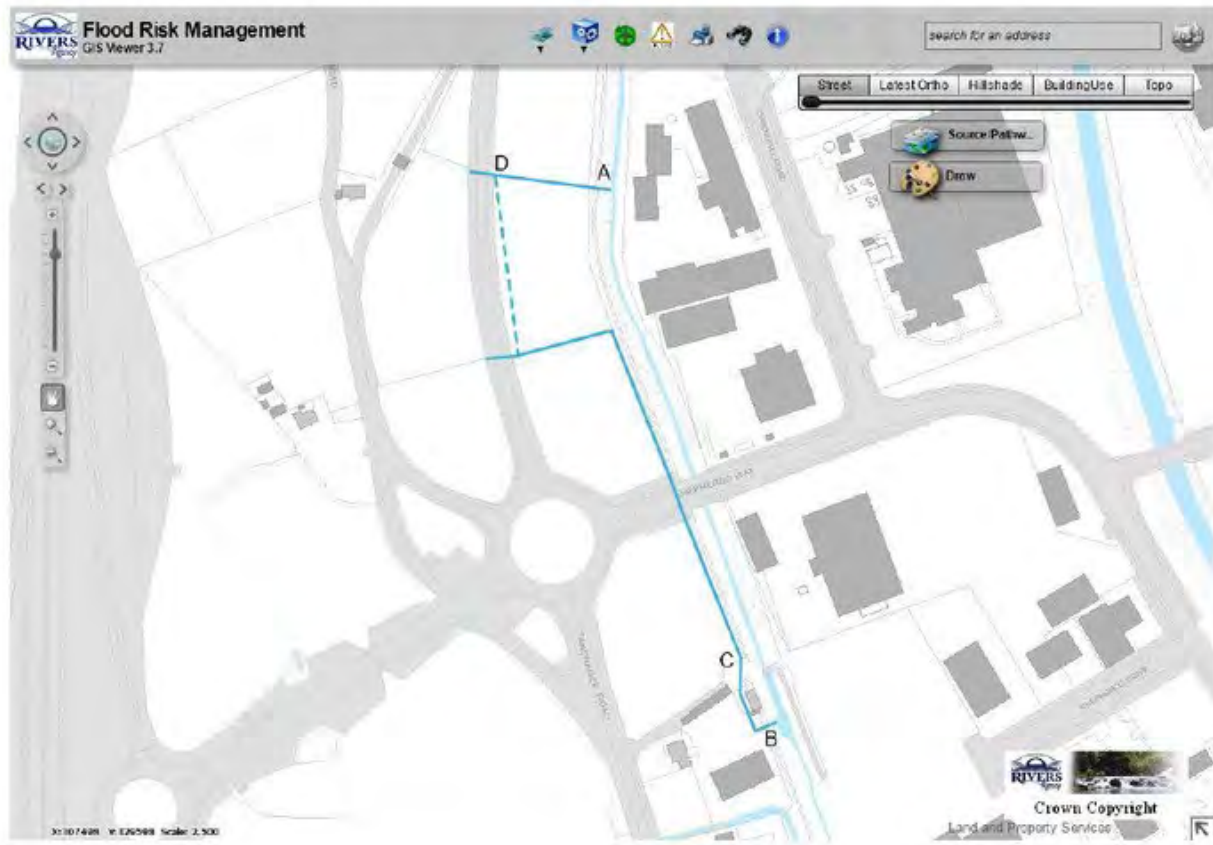 RIVERS
Agency
Flood Risk Management
GIS Viewer 3.7
search for an address
Street
Latest Ortho
Hillshade
BuildingUse
Topo
Source/Pathw...
Draw
D
A
C
B
RIVERS
Agency
Crown Copyright
Land and Property Services